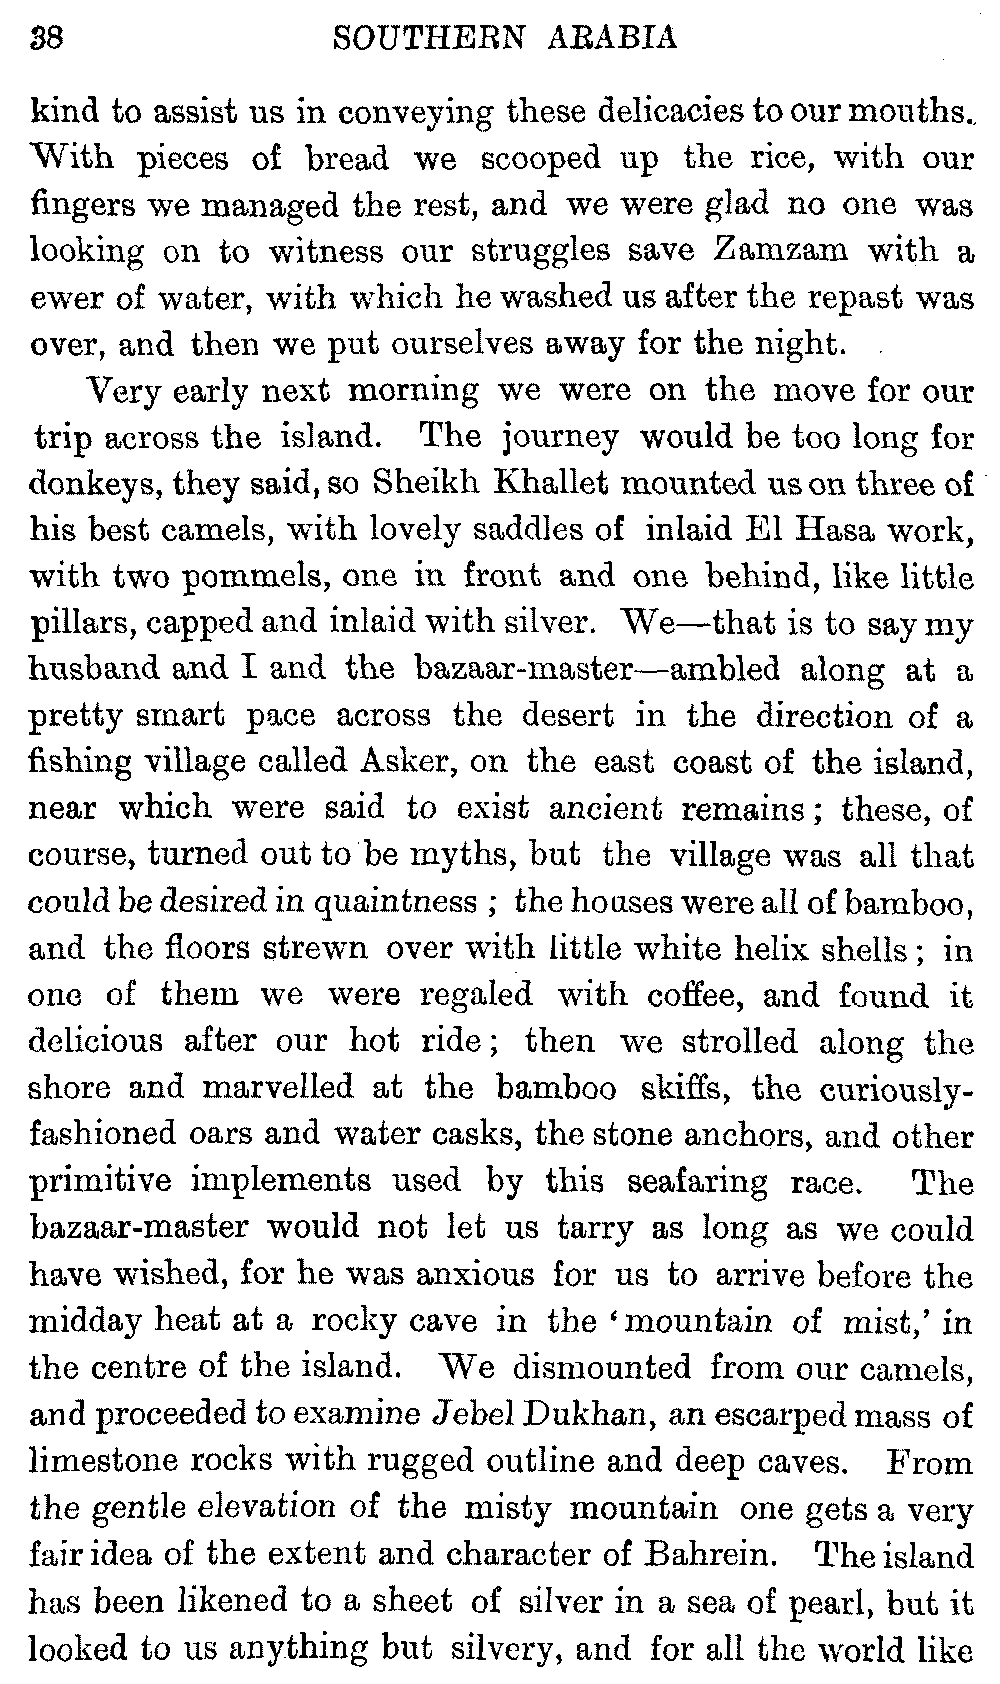 38 SOUTHERN ARABIA
kind to assist us in conveying these delicacies to our mouths.
With pieces of bread we scooped up the rice, with our
fingers we managed the rest, and we were glad no one was
looking on to witness our struggles save Zamzam with a
ewer of water, with which he washed us after the repast was
over, and then we put ourselves away for the night.
Very early next morning we were on the move for our
trip across the island. The journey would be too long for
donkeys, they said, so Sheikh Khallet mounted us on three of
his best camels, with lovely saddles of inlaid El Hasa work,
with two pommels, one in front and one behind, like little
pillars, capped and inlaid with silver. We—that is to say my
husband and I and the bazaar-master—ambled along at a
pretty smart pace across the desert in the direction of a
fishing village called Asker, on the east coast of the island,
near which were said to exist ancient remains; these, of
course, turned out to be myths, but the village was all that
could be desired in quaintness; the houses were all of bamboo,
and the floors strewn over with little white helix shells; in
one of them we were regaled with coffee, and found it
delicious after our hot ride; then we strolled along the
shore and marvelled at the bamboo skiffs, the curiously-
fashioned oars and water casks, the stone anchors, and other
primitive implements used by this seafaring race. The
bazaar-master would not let us tarry as long as we could
have wished, for he was anxious for us to arrive before the
midday heat at a rocky cave in the 'mountain of mist,' in
the centre of the island. We dismounted from our camels,
and proceeded to examine Jebel Dukhan, an escarped mass of
limestone rocks with rugged outline and deep caves. From
the gentle elevation of the misty mountain one gets a very
fair idea of the extent and character of Bahrein. The island
has been likened to a sheet of silver in a sea of pearl, but it
looked to us anything but silvery, and for all the world like